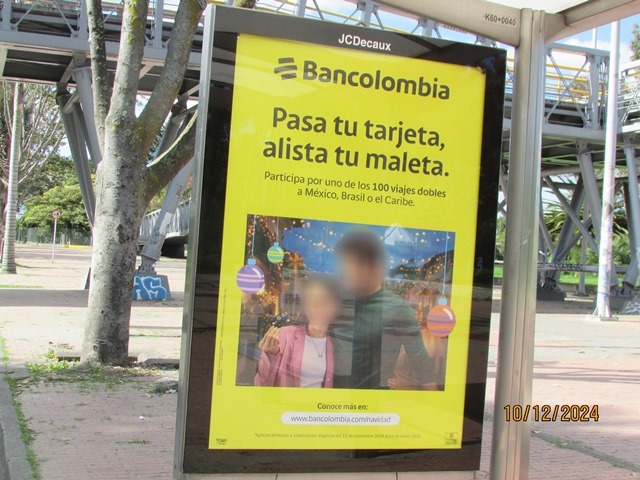 K60+0040
JCDecaux
Bancolombia
Pasa tu tarjeta,
alista tu maleta.
Participa por uno de los 100 viajes dobles
a México, Brasil o el Caribe.
Conoce más en:
www.bancolombia.com/navidad
10/12/2024